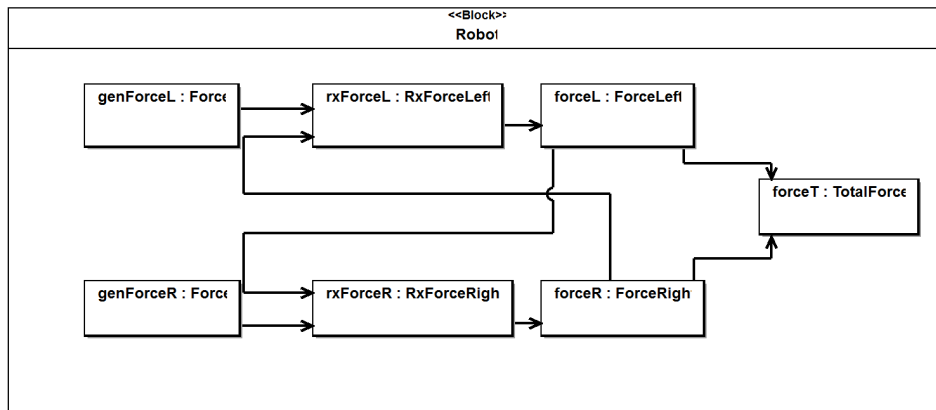 <<Block>>
Robot
genForceL : Force
rxForceL : RxForceLeft
forceL : ForceLeft
forceT : TotalForce
genForceR : Force
rxForceR : RxForceRigh
forceR : ForceRigh